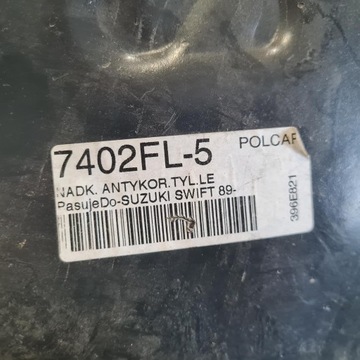 7402FL-5
POLCAR
NADK. ANTYKOR.TYL.LE
PasujeDo-SUZUKI SWIFT 89-
396E821